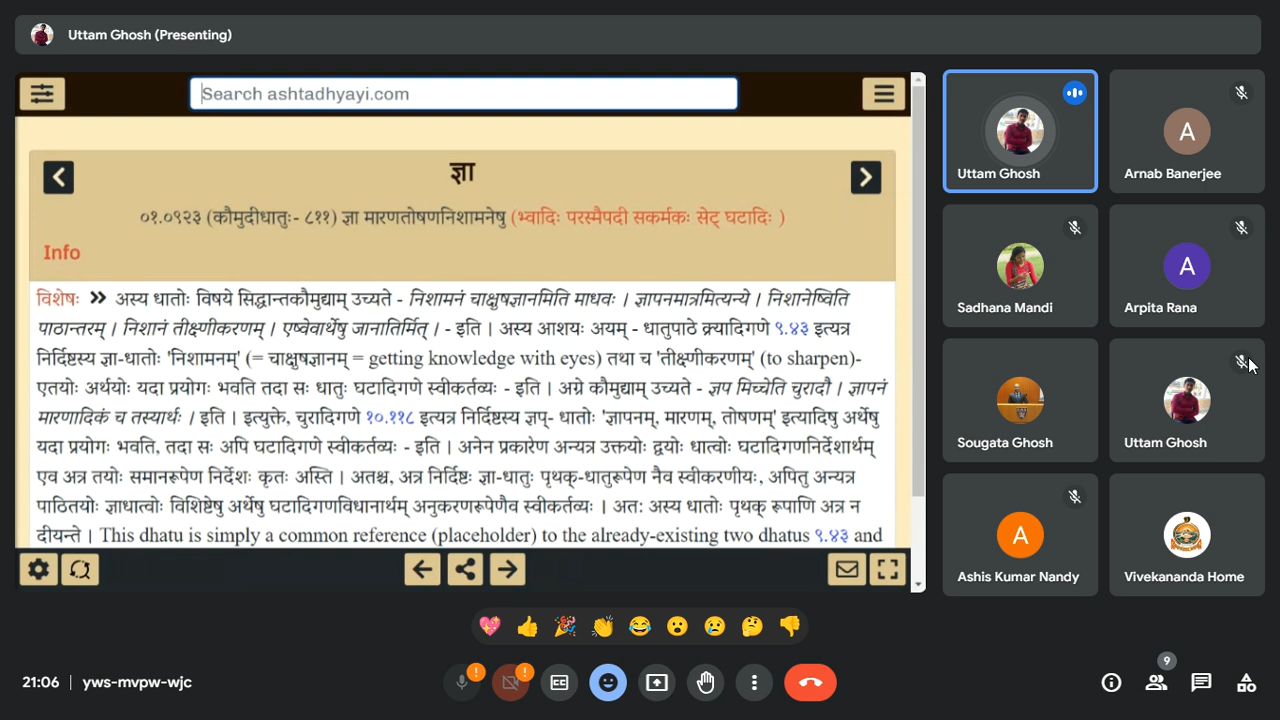 Uttam Ghosh (Presenting)
Search ashtadhyayi.com
ज्ञा
०१.०९२३ (कौमुदीधातुः- ८११) ज्ञा मारणतोषणनिशामनेषु (भ्वादिः परस्मैपदी सकर्मकः सेट् घटादिः )
Info
विशेषः अस्य धातोः विषये सिद्धान्तकौमुद्याम् उच्यते - निशामनं चाक्षुषज्ञानमिति माधवः । ज्ञापनमात्रमित्यन्ये । निशानेष्विति
पाठान्तरम् । निशानं तीक्ष्णीकरणम् । एष्वेवार्थेषु जानातिर्मित् । - इति । अस्य आशयः अयम् - धातुपाठे क्र्यादिगणे ९.४३ इत्यत्र
निर्दिष्टस्य ज्ञा-धातोः 'निशामनम्' (= चाक्षुषज्ञानम् = getting knowledge with eyes) तथा च 'तीक्ष्णीकरणम्' (to sharpen)-
एतयोः अर्थयोः यदा प्रयोगः भवति तदा सः धातुः घटादिगणे स्वीकर्तव्यः - इति । अग्रे कौमुद्याम् उच्यते - ज्ञप मिच्चेति चुरादौ । ज्ञापनं
मारणादिकं च तस्यार्थः । इति । इत्युक्ते, चुरादिगणे १०.११८ इत्यत्र निर्दिष्टस्य ज्ञप्- धातोः 'ज्ञापनम्, मारणम्, तोषणम्' इत्यादिषु अर्थेषु
यदा प्रयोगः भवति, तदा सः अपि घटादिगणे स्वीकर्तव्यः - इति । अनेन प्रकारेण अन्यत्र उक्तयोः द्वयोः धात्वोः घटादिगणनिर्देशार्थम्
एव अत्र तयोः समानरूपेण निर्देशः कृतः अस्ति । अतश्च, अत्र निर्दिष्टः ज्ञा-धातुः पृथक्-धातुरूपेण नैव स्वीकरणीयः, अपितु अन्यत्र
पाठितयोः ज्ञाधात्वोः विशिष्टेषु अर्थेषु घटादिगणविधानार्थम् अनुकरणरूपेणैव स्वीकर्तव्यः । अतः अस्य धातोः पृथक् रूपाणि अत्र न
दीयन्ते । This dhatu is simply a common reference (placeholder) to the already-existing two dhatus ९.४३ and
Uttam Ghosh
A
Arnab Banerjee
Sadhana Mandi
A
Arpita Rana
Sougata Ghosh
Uttam Ghosh
A
Ashis Kumar Nandy
Vivekananda Home
21:06 | yws-mvpw-wjc
CC
9